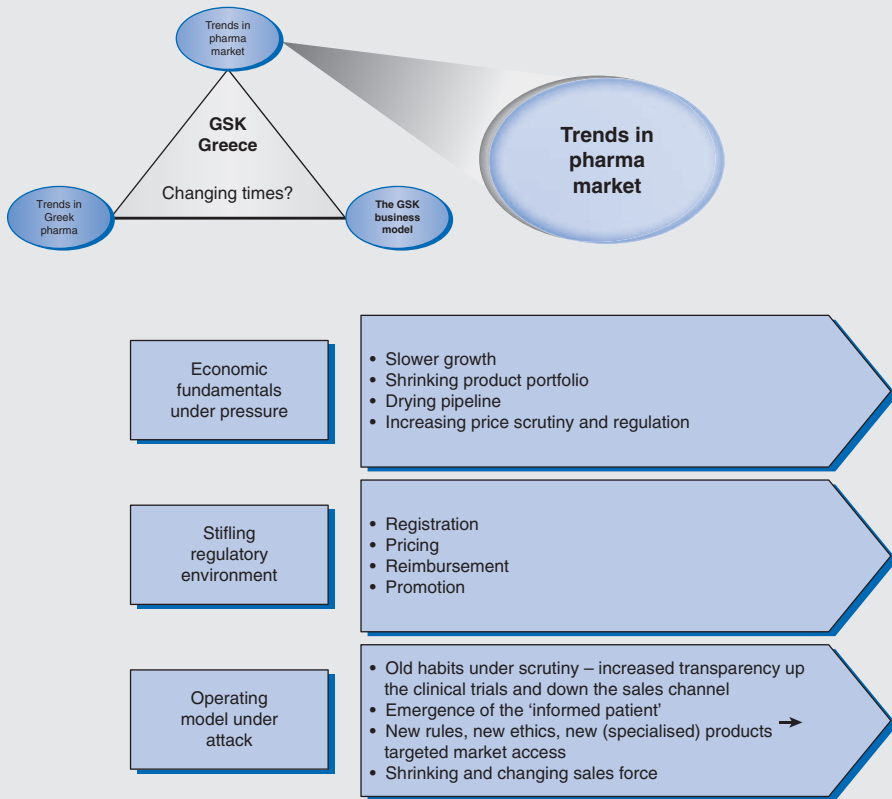 Trends in
pharma
market
GSK
Greece
Changing times?
Trends in
Greek
pharma
The GSK
business
model
Trends in
pharma
market
Economic
fundamentals
under pressure
• Slower growth
• Shrinking product portfolio
• Drying pipeline
• Increasing price scrutiny and regulation
Stifling
regulatory
environment
• Registration
• Pricing
• Reimbursement
• Promotion
Operating
model under
attack
• Old habits under scrutiny – increased transparency up
the clinical trials and down the sales channel
• Emergence of the ‘informed patient’
• New rules, new ethics, new (specialised) products →
targeted market access
• Shrinking and changing sales force